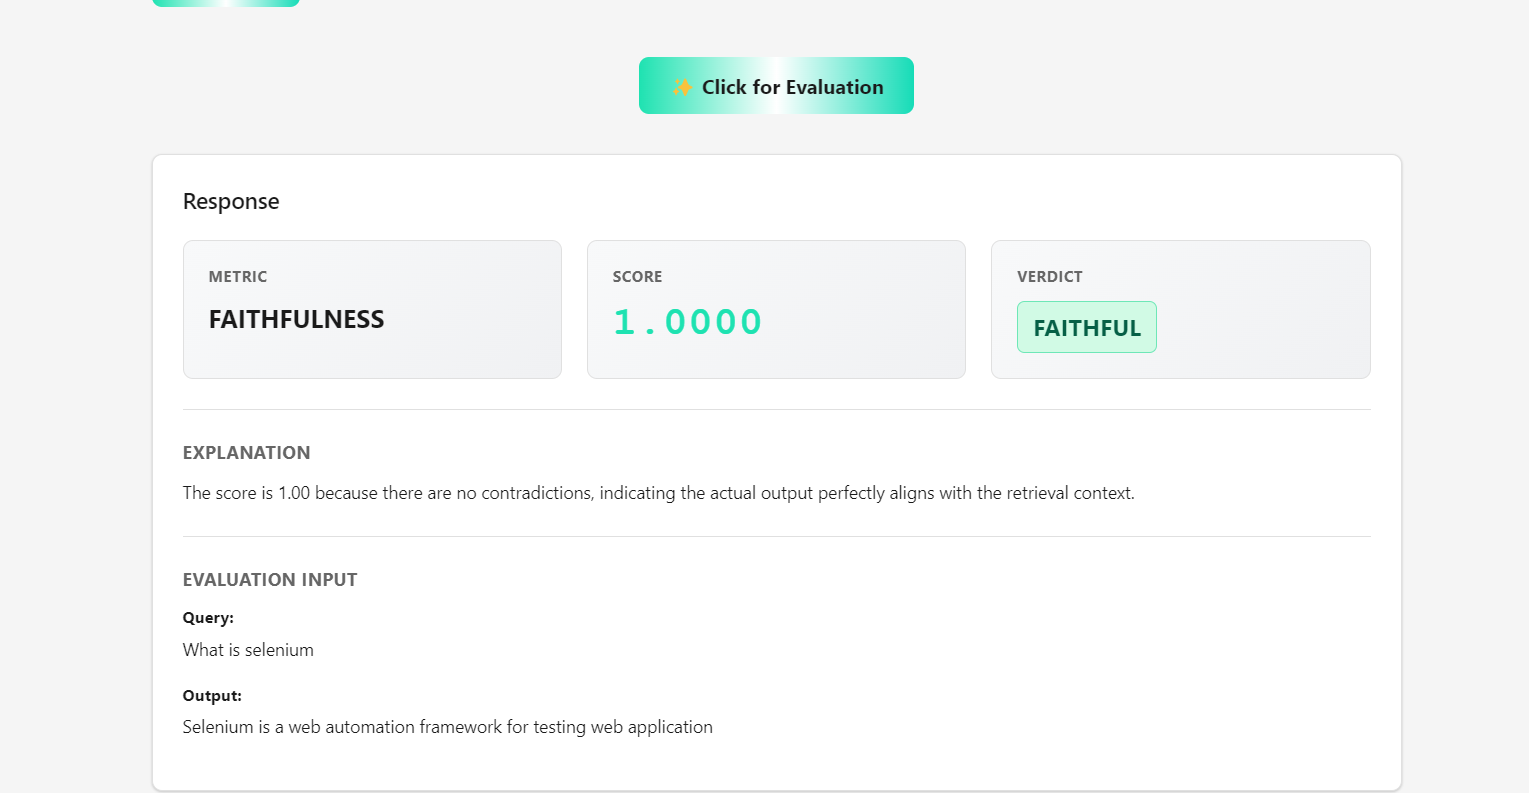 ✨ Click for Evaluation
Response
METRIC
FAITHFULNESS
SCORE
1.0000
VERDICT
FAITHFUL
EXPLANATION
The score is 1.00 because there are no contradictions, indicating the actual output perfectly aligns with the retrieval context.
EVALUATION INPUT
Query:
What is selenium
Output:
Selenium is a web automation framework for testing web application